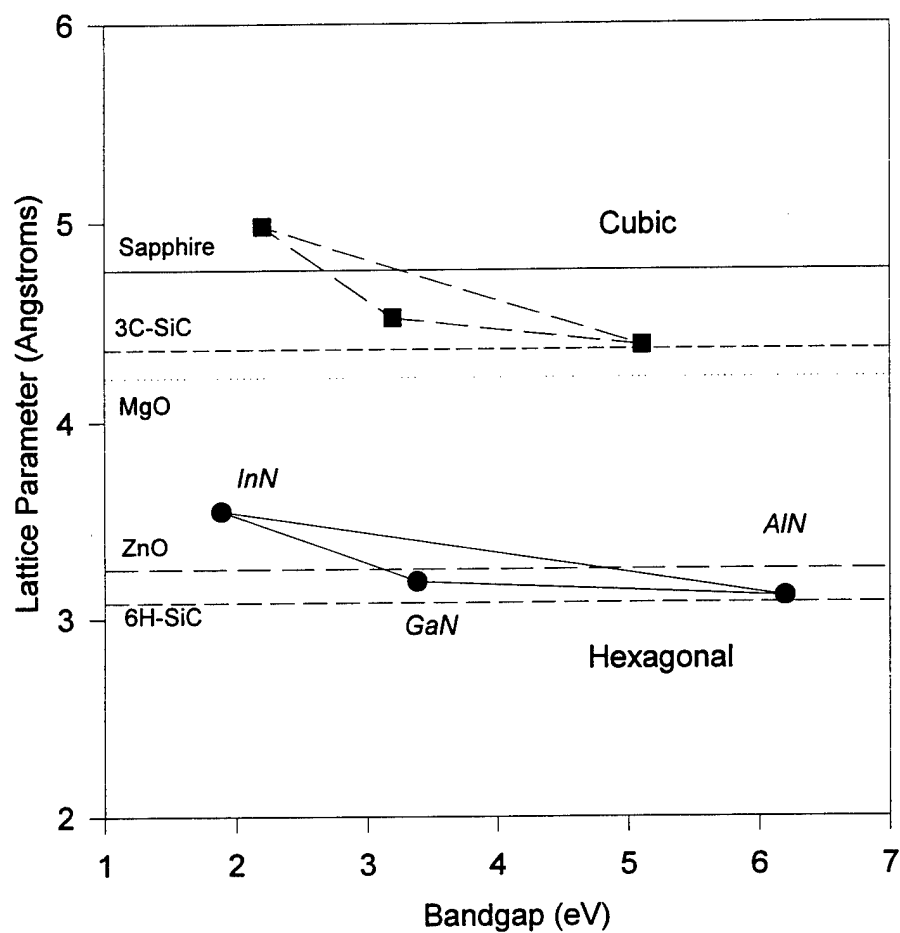 6
5
4
3
2
Lattice Parameter (Angstroms)
Cubic
Sapphire
3C-SiC
MgO
InN
AlN
ZnO
6H-SiC
GaN
Hexagonal
1 2 3 4 5 6 7
Bandgap (eV)